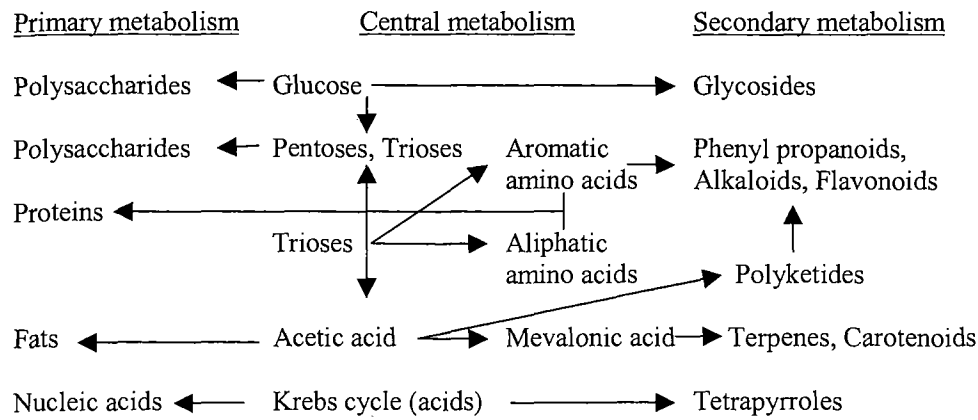 Primary metabolism Central metabolism Secondary metabolism
Polysaccharides Glucose Glycosides
Polysaccharides Pentoses, Trioses Aromatic Phenyl propanoids,
amino acids Alkaloids, Flavonoids
Proteins
Trioses Aliphatic
amino acids Polyketides
Fats Acetic acid Mevalonic acid Terpenes, Carotenoids
Nucleic acids Krebs cycle (acids) Tetrapyrroles